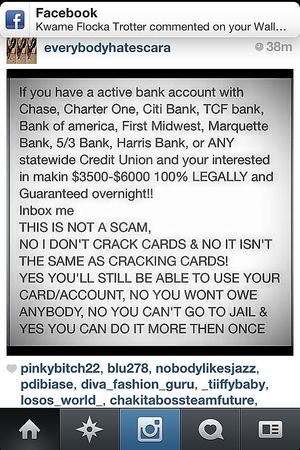 Facebook
Kwame Flocka Trotter commented on your Wall...
everybodyhatescara
38m
If you have a active bank account with
Chase, Charter One, Citi Bank, TCF bank,
Bank of america, First Midwest, Marquette
Bank, 5/3 Bank, Harris Bank, or ANY
statewide Credit Union and your interested
in makin $3500-$6000 100% LEGALLY and
Guaranteed overnight!!
Inbox me
THIS IS NOT A SCAM,
NO I DON'T CRACK CARDS & NO IT ISN'T
THE SAME AS CRACKING CARDS!
YES YOU'LL STILL BE ABLE TO USE YOUR
CARD/ACCOUNT, NO YOU WONT OWE
ANYBODY, NO YOU CAN'T GO TO JAIL &
YES YOU CAN DO IT MORE THEN ONCE
pinkybitch22, blu278, nobodylikesjazz,
pdibiase, diva_fashion_guru, _tiiffybaby,
losos_world_, chakitabossteamfuture,